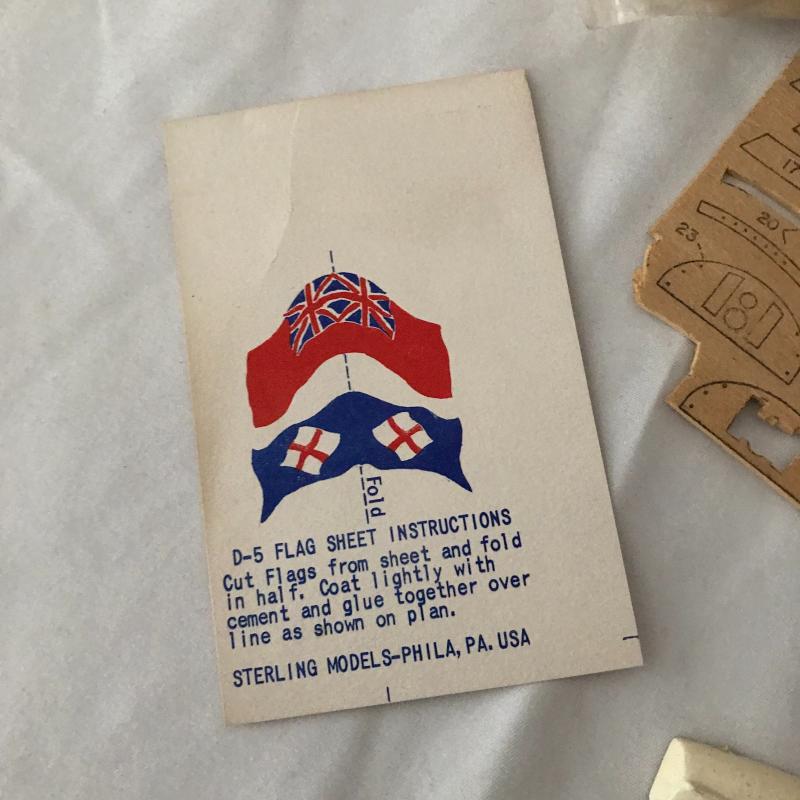 Fold
D-5 FLAG SHEET INSTRUCTIONS
Cut Flags from sheet and fold
in half. Coat lightly with
cement and glue together over
line as shown on plan.
STERLING MODELS-PHILA, PA. USA
17
20
23